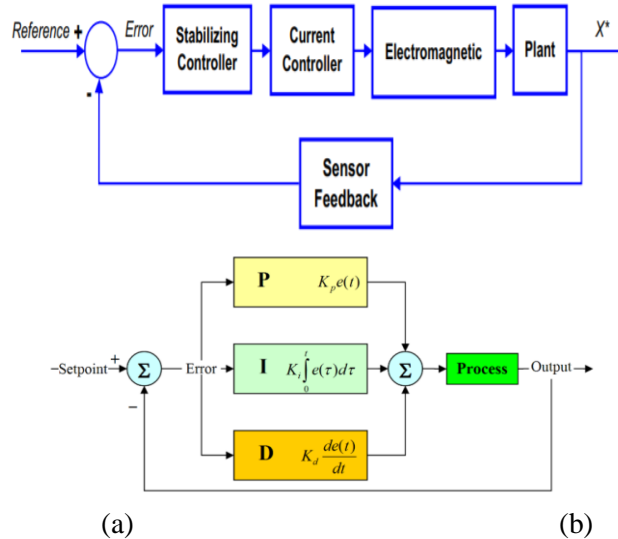 Reference + Error Stabilizing Controller Current Controller Electromagnetic Plant X*
-
Sensor
Feedback
P K_p e(t)
–Setpoint + Σ Error I K_i ∫_0^t e(τ)dτ Σ Process Output
−
D K_d de(t)/dt
(a) (b)